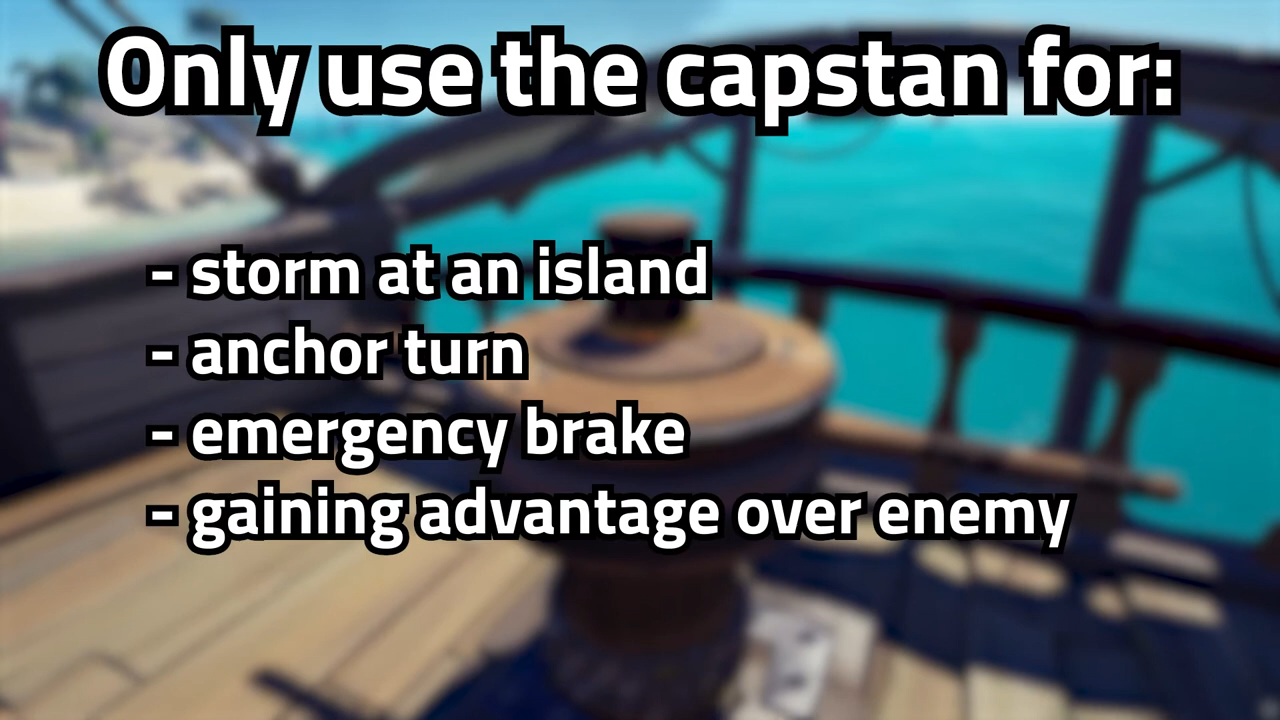 Only use the capstan for:
- storm at an island
- anchor turn
- emergency brake
- gaining advantage over enemy